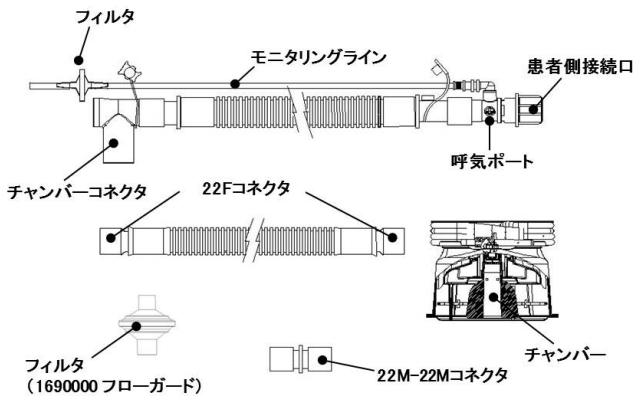 フィルタ
モニタリングライン
患者側接続口
呼気ポート
チャンバーコネクタ
22Fコネクタ
フィルタ
(1690000 フローガード)
22M-22Mコネクタ
チャンバー